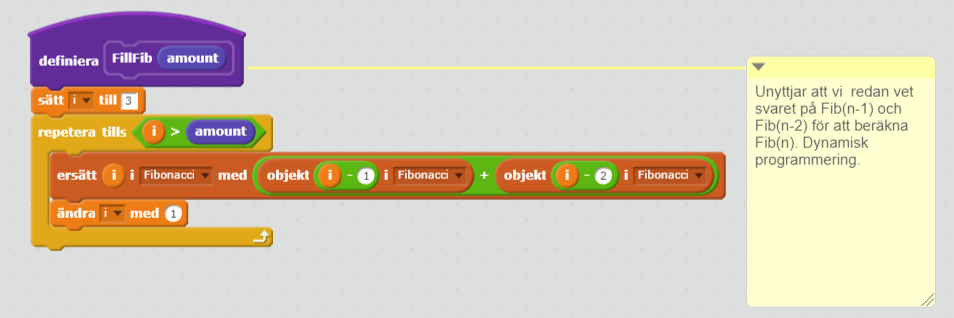 definiera FillFib amount
sätt i till 3
repetera tills i > amount
ersätt i i Fibonacci med objekt i - 1 i Fibonacci + objekt i - 2 i Fibonacci
ändra i med 1
Unyttjar att vi redan vet
svaret på Fib(n-1) och
Fib(n-2) för att beräkna
Fib(n). Dynamisk
programmering.